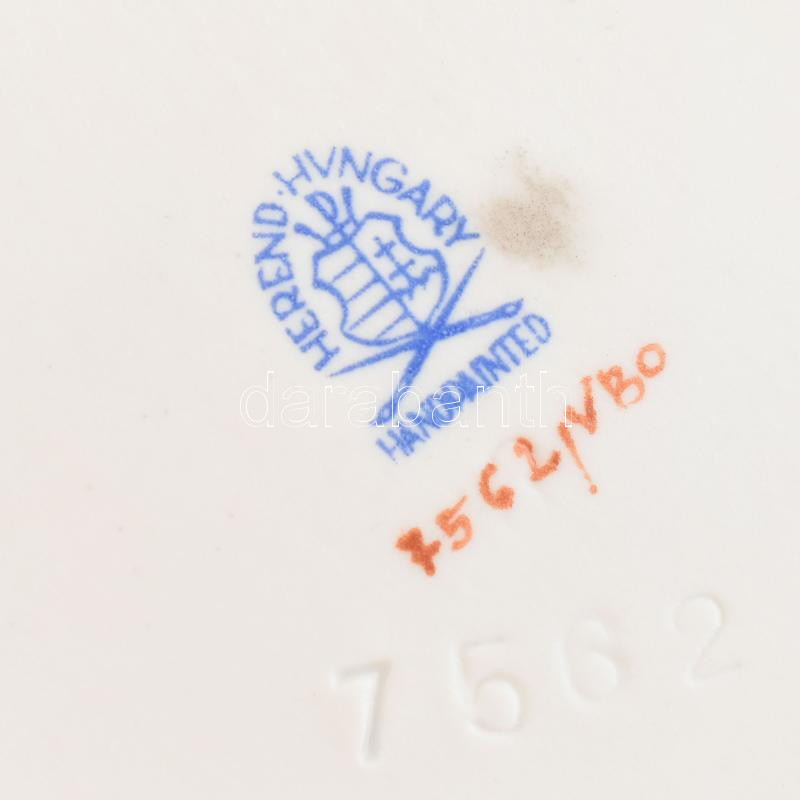 HEREND · HVNGARY
HANDPAINTED
7562/VBO
7562
darabanth